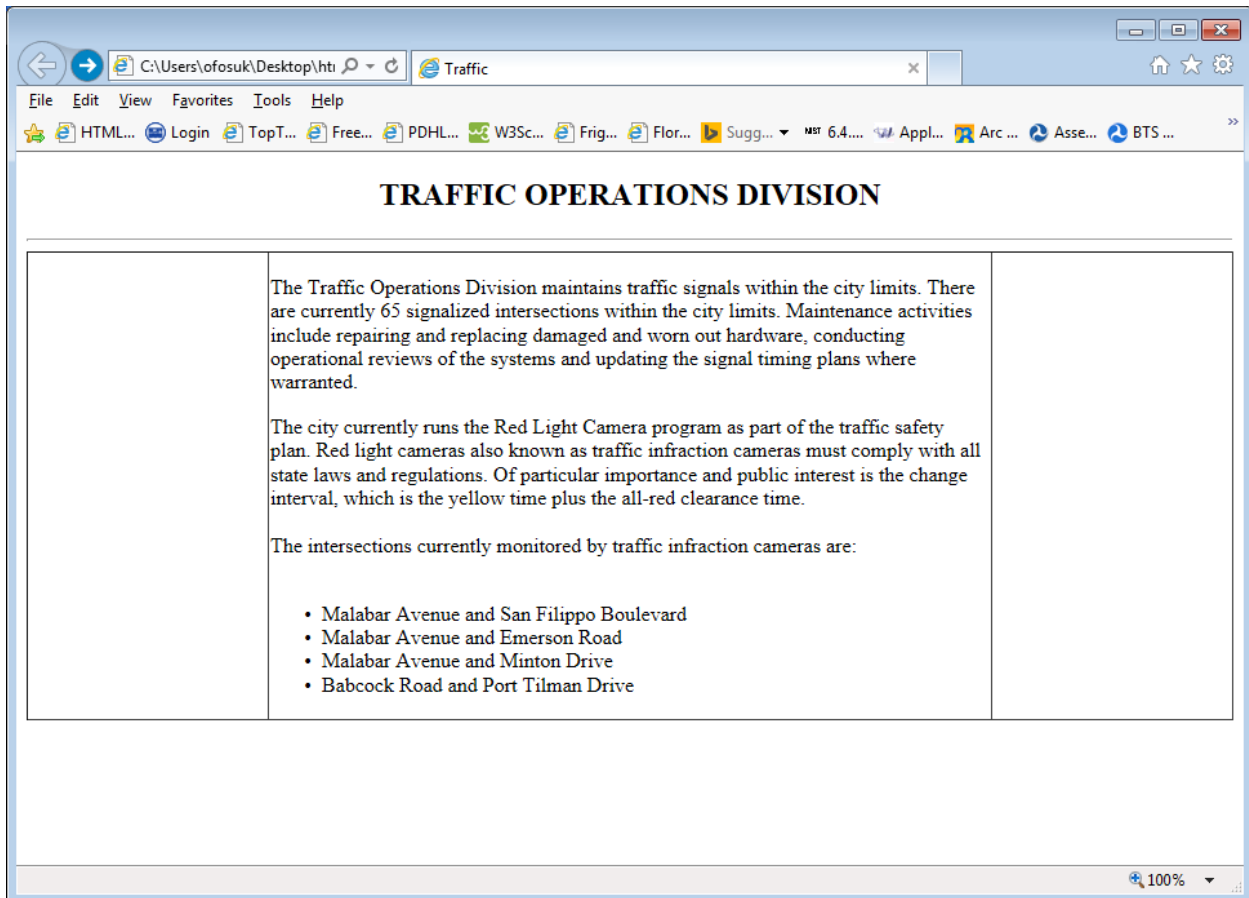 C:\Users\ofosuk\Desktop\htı
Traffic
File Edit View Favorites Tools Help
HTML... Login TopT... Free... PDHL... W3Sc... Frig... Flor... Sugg... NIST 6.4.... Appl... Arc ... Asse... BTS ...
TRAFFIC OPERATIONS DIVISION
The Traffic Operations Division maintains traffic signals within the city limits. There
are currently 65 signalized intersections within the city limits. Maintenance activities
include repairing and replacing damaged and worn out hardware, conducting
operational reviews of the systems and updating the signal timing plans where
warranted.
The city currently runs the Red Light Camera program as part of the traffic safety
plan. Red light cameras also known as traffic infraction cameras must comply with all
state laws and regulations. Of particular importance and public interest is the change
interval, which is the yellow time plus the all-red clearance time.
The intersections currently monitored by traffic infraction cameras are:
• Malabar Avenue and San Filippo Boulevard
• Malabar Avenue and Emerson Road
• Malabar Avenue and Minton Drive
• Babcock Road and Port Tilman Drive
100%